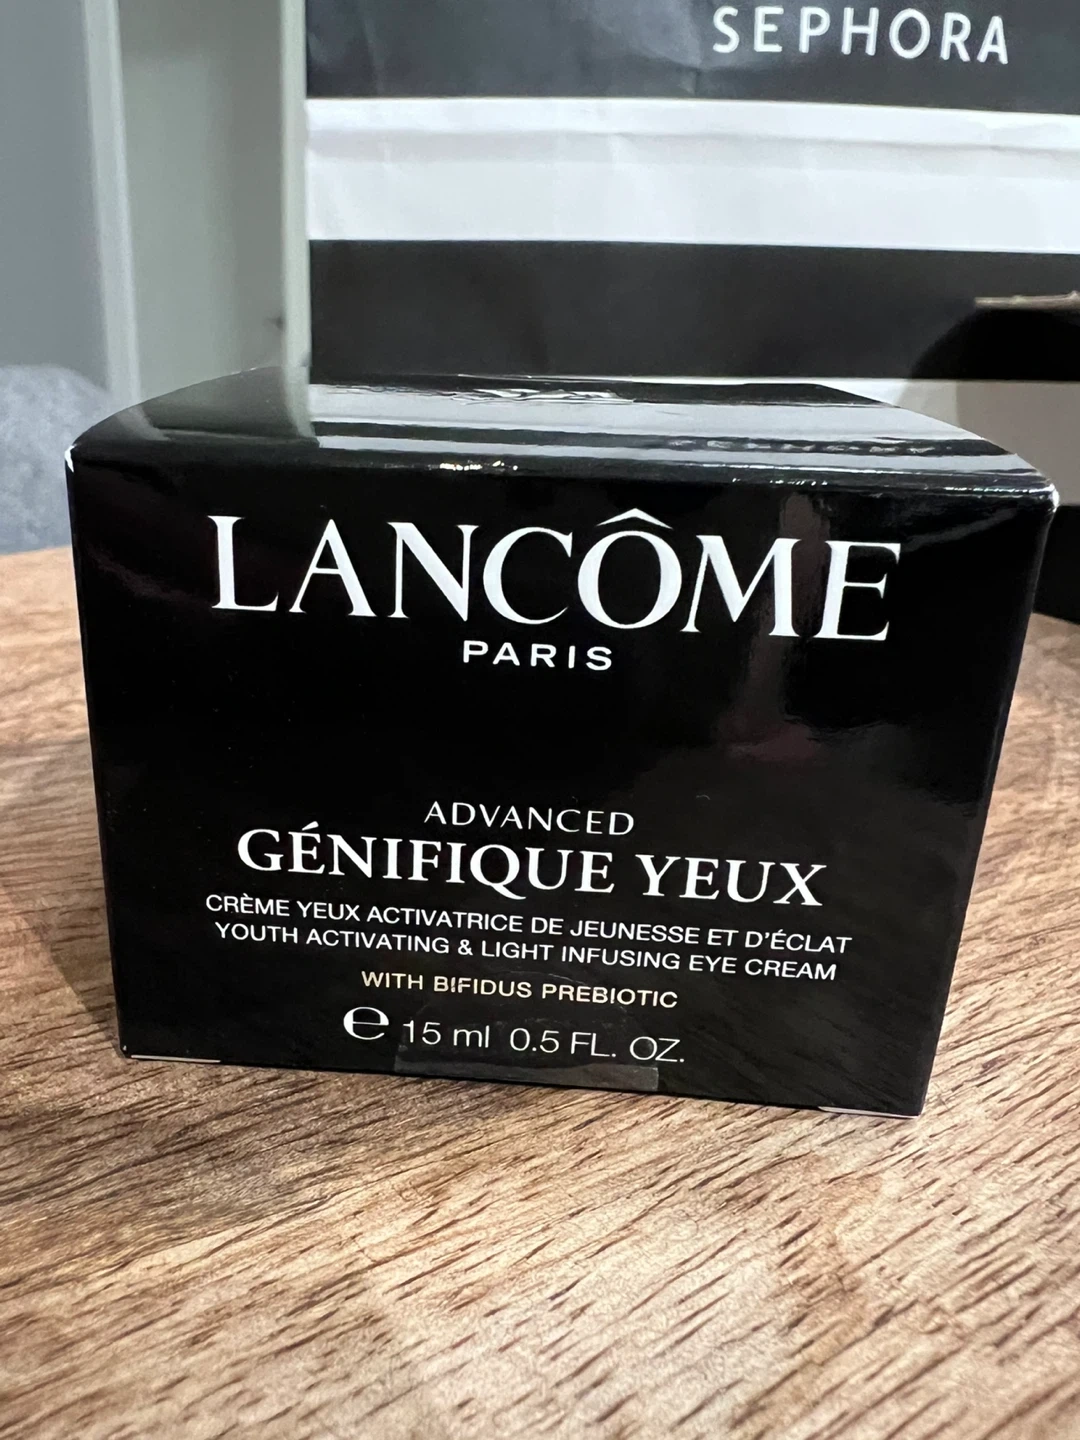 SEPHORA
LANCÔME
PARIS
ADVANCED
GÉNIFIQUE YEUX
CRÈME YEUX ACTIVATRICE DE JEUNESSE ET D'ÉCLAT
YOUTH ACTIVATING & LIGHT INFUSING EYE CREAM
WITH BIFIDUS PREBIOTIC
℮ 15 ml 0.5 FL. OZ.